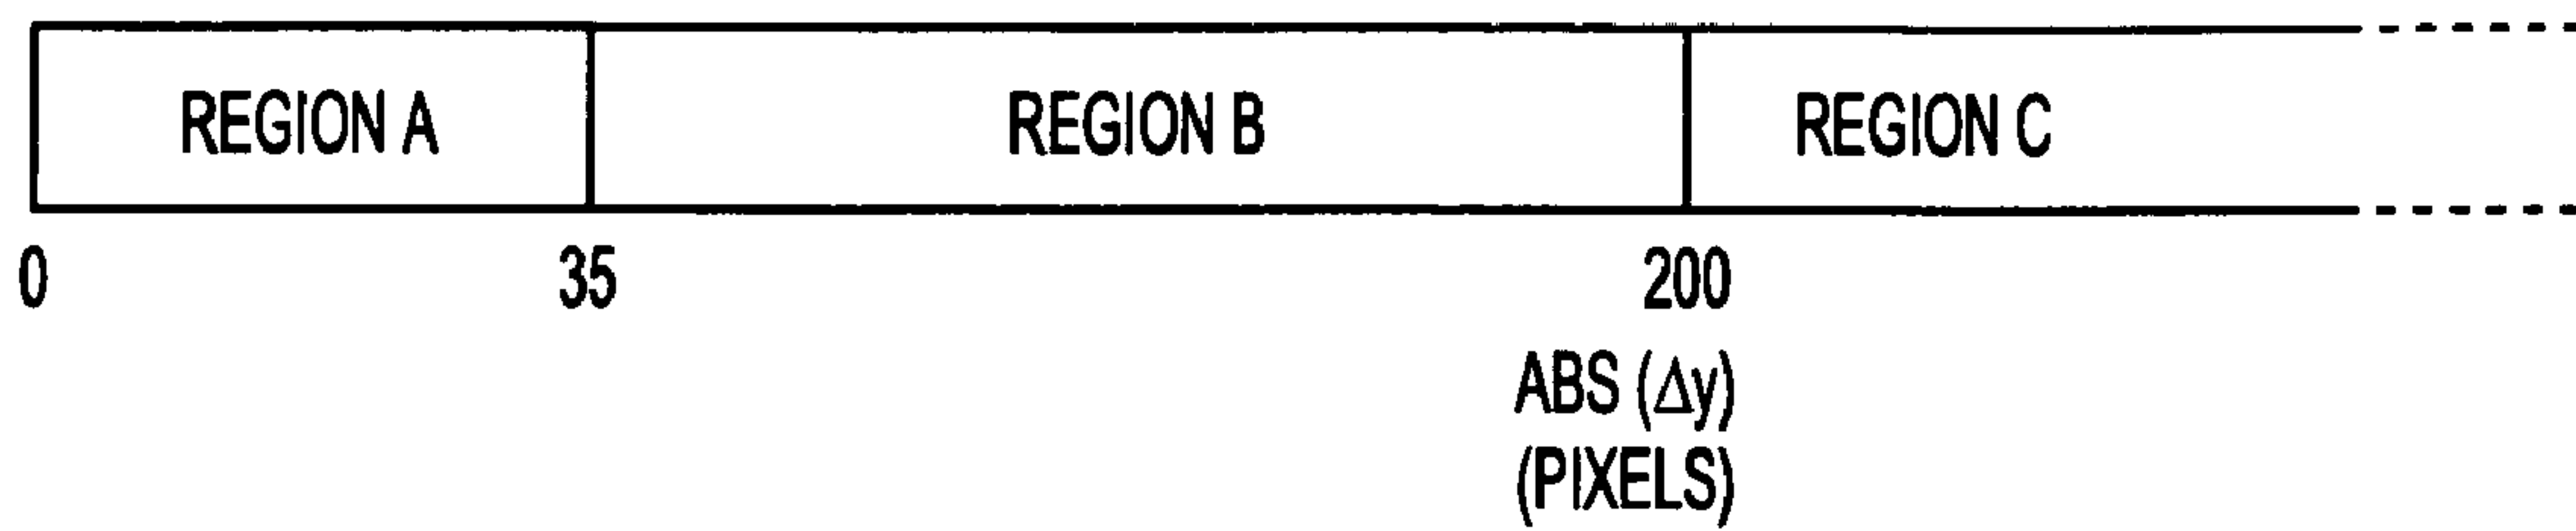 REGION A REGION B REGION C
0 35 200
ABS (Δy)
(PIXELS)